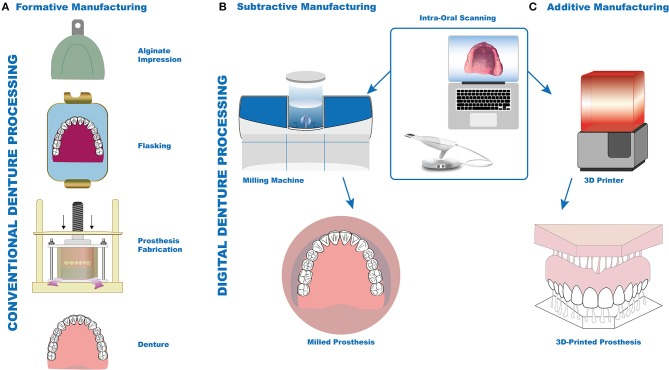 A Formative Manufacturing
CONVENTIONAL DENTURE PROCESSING
Alginate
Impression
Flasking
Prosthesis
Fabrication
Denture
B Subtractive Manufacturing
DIGITAL DENTURE PROCESSING
Intra-Oral Scanning
Milling Machine
Milled Prosthesis
C Additive Manufacturing
3D Printer
3D-Printed Prosthesis